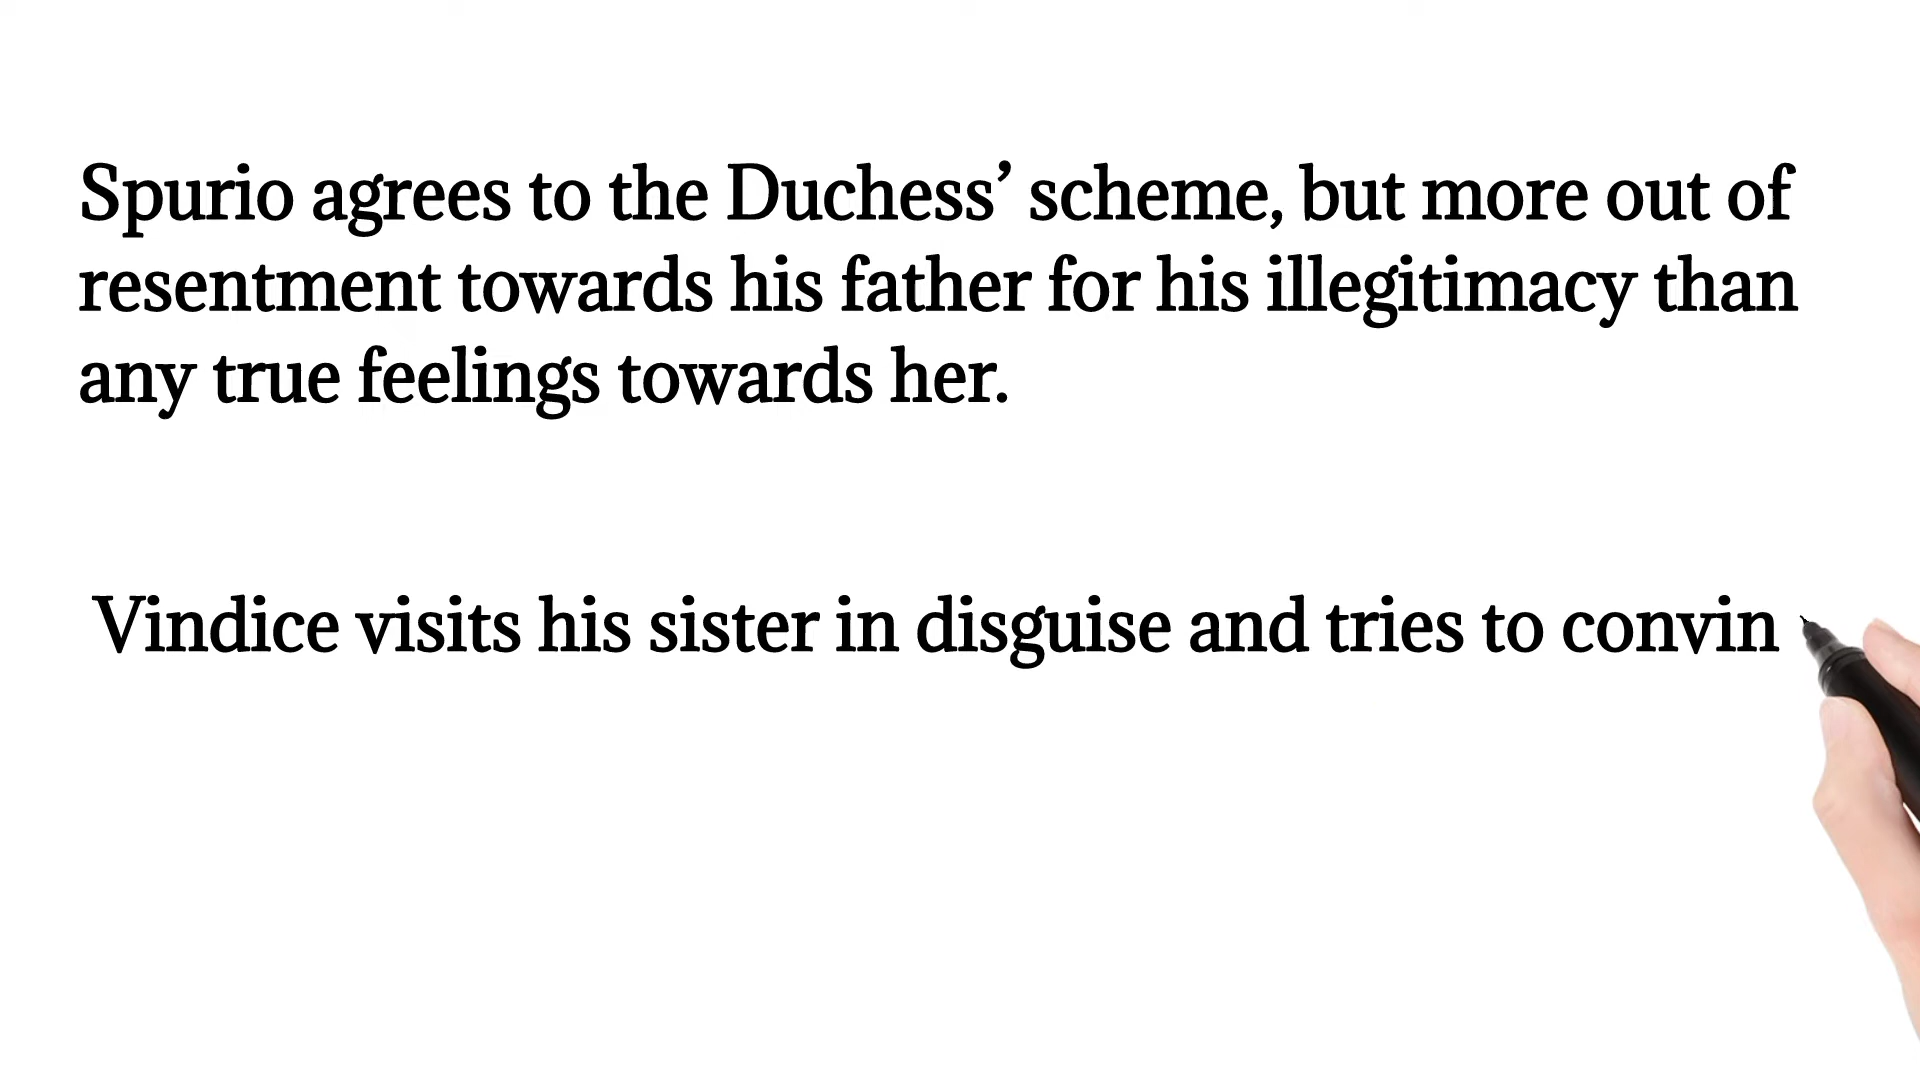 Spurio agrees to the Duchess’ scheme, but more out of
resentment towards his father for his illegitimacy than
any true feelings towards her.
Vindice visits his sister in disguise and tries to convin